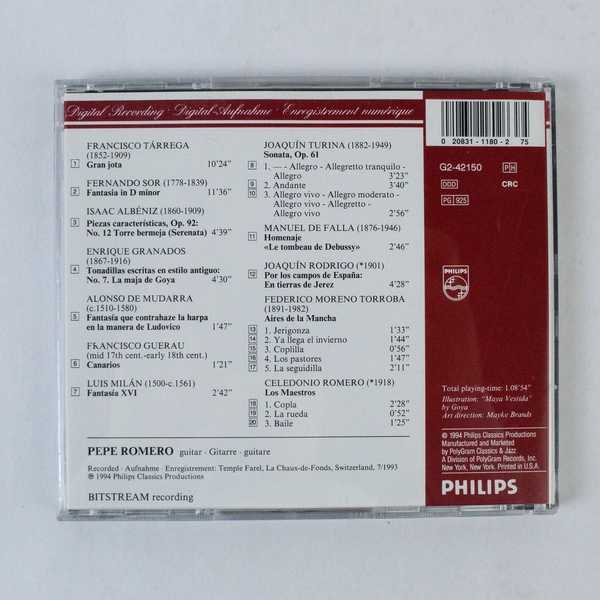 Digital Recording · Digital-Aufnahme · Enregistrement numérique
FRANCISCO TÁRREGA
(1852-1909)
1 Gran jota 10'24"
FERNANDO SOR (1778-1839)
2 Fantasia in D minor 11'36"
ISAAC ALBÉNIZ (1860-1909)
3 Piezas características, Op. 92:
No. 12 Torre bermeja (Serenata) 4'39"
ENRIQUE GRANADOS
(1867-1916)
4 Tonadillas escritas en estilo antiguo:
No. 7. La maja de Goya 4'30"
ALONSO DE MUDARRA
(c.1510-1580)
5 Fantasía que contrahaze la harpa
en la manera de Ludovico 1'47"
FRANCISCO GUERAU
(mid 17th cent.-early 18th cent.)
6 Canarios 1'21"
LUIS MILÁN (1500-c.1561)
7 Fantasía XVI 2'42"
JOAQUÍN TURINA (1882-1949)
Sonata, Op. 61
8 1. — - Allegro - Allegretto tranquilo -
Allegro 3'23"
9 2. Andante 3'40"
10 3. Allegro vivo - Allegro moderato -
Allegro vivo - Allegretto -
Allegro vivo 2'56"
MANUEL DE FALLA (1876-1946)
11 Homenaje
«Le tombeau de Debussy» 2'46"
JOAQUÍN RODRIGO (*1901)
12 Por los campos de España:
En tierras de Jerez 4'28"
FEDERICO MORENO TORROBA
(1891-1982)
Aires de la Mancha
13 1. Jerigonza 1'33"
14 2. Ya llega el invierno 1'44"
15 3. Coplilla 0'56"
16 4. Los pastores 1'47"
17 5. La seguidilla 2'11"
CELEDONIO ROMERO (*1918)
Los Maestros
18 1. Copla 2'28"
19 2. La rueda 0'52"
20 3. Baile 1'25"
PEPE ROMERO guitar · Gitarre · guitare
Recorded · Aufnahme · Enregistrement: Temple Farel, La Chaux-de-Fonds, Switzerland, 7/1993
℗ 1994 Philips Classics Productions
BITSTREAM recording
0 20831-1180-2 75
G2-42150 PH
DDD CRC
PG 925
PHILIPS
Total playing-time: 1.08'54"
Illustration: "Maya Vestida"
by Goya
Art direction: Mayke Brands
© 1994 Philips Classics Productions
Manufactured and Marketed
by PolyGram Classics & Jazz
A Division of PolyGram Records, Inc.
New York, New York. Printed in U.S.A.
PHILIPS